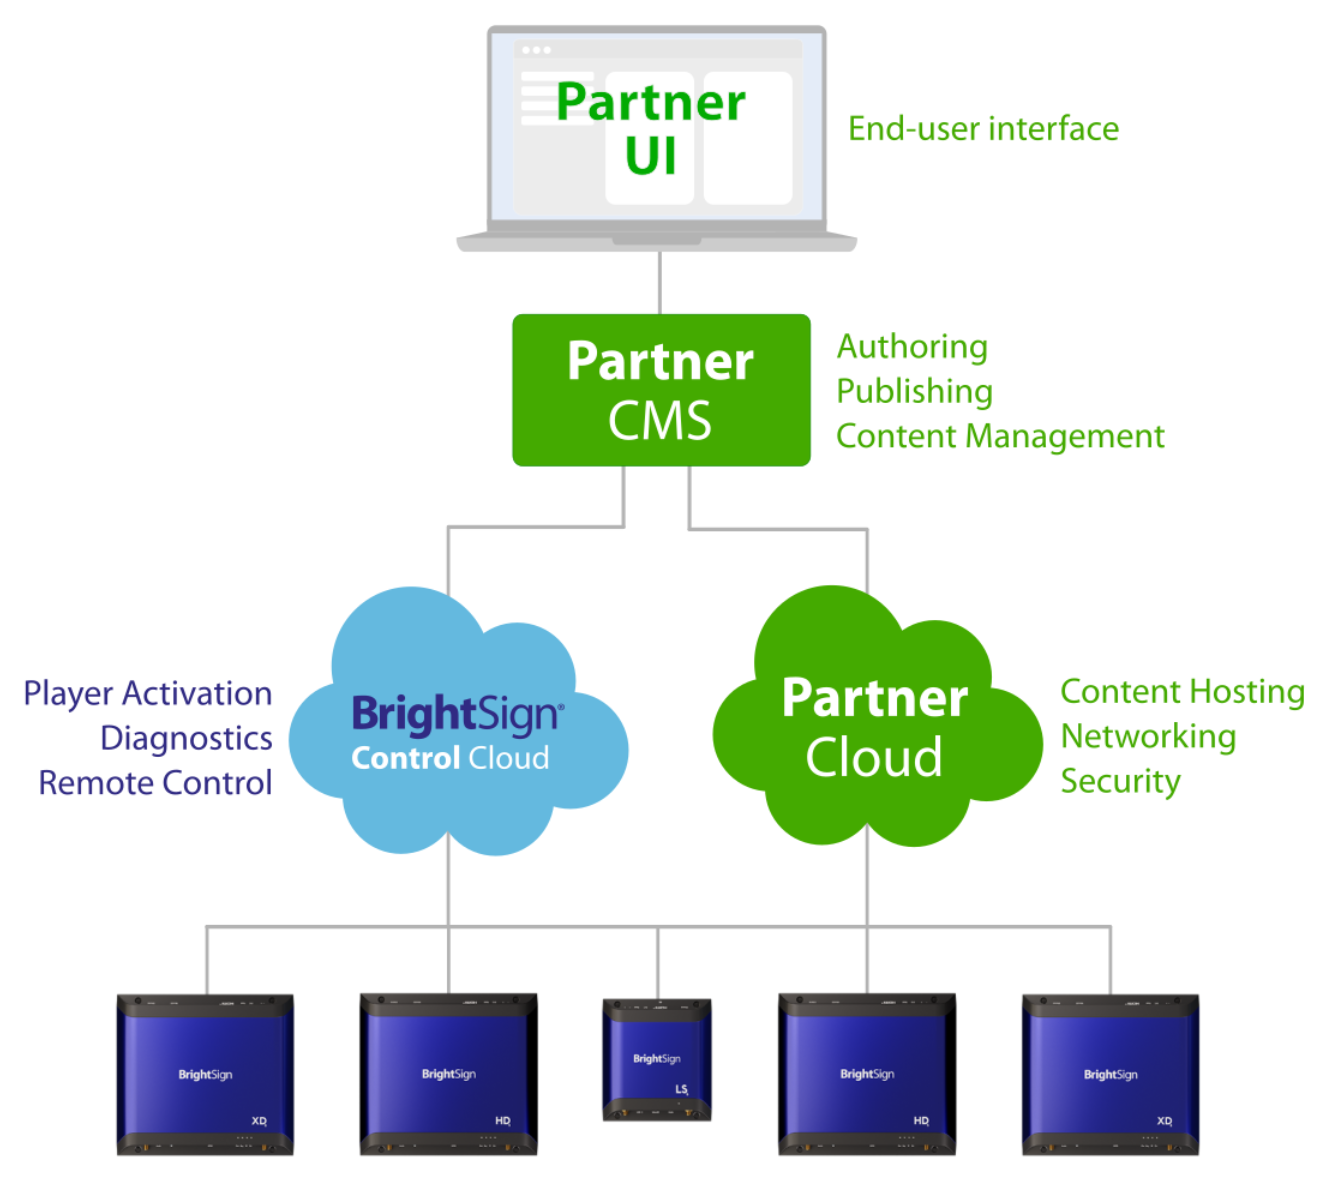 Partner
UI
End-user interface
Partner
CMS
Authoring
Publishing
Content Management
Player Activation
Diagnostics
Remote Control
BrightSign®
Control Cloud
Partner
Cloud
Content Hosting
Networking
Security
BrightSign
XD
BrightSign
HD
BrightSign
LS
BrightSign
HD
BrightSign
XD